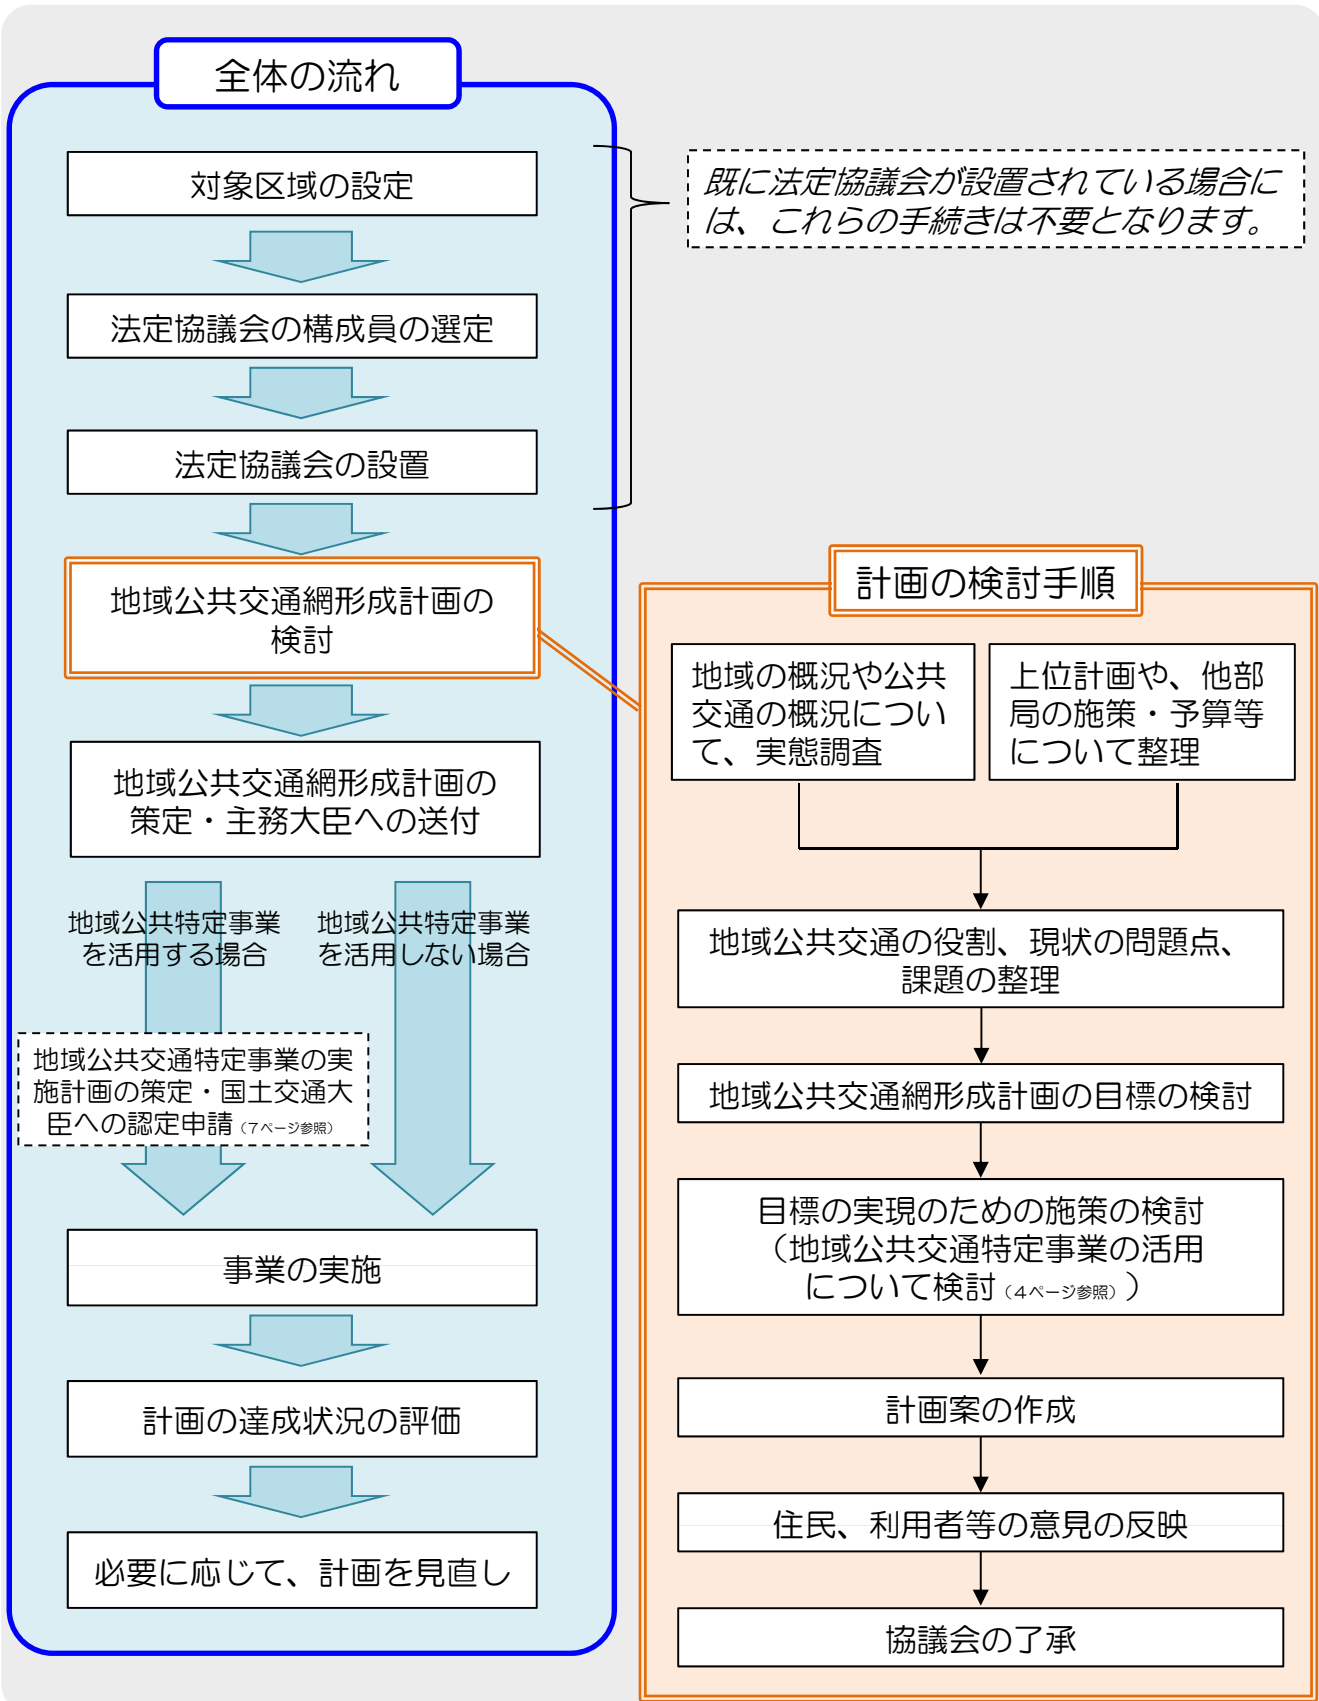 全体の流れ
対象区域の設定
既に法定協議会が設置されている場合に
は、これらの手続きは不要となります。
法定協議会の構成員の選定
法定協議会の設置
地域公共交通網形成計画の
検討
地域公共交通網形成計画の
策定・主務大臣への送付
地域公共特定事業
を活用する場合
地域公共特定事業
を活用しない場合
地域公共交通特定事業の実
施計画の策定・国土交通大
臣への認定申請（7ページ参照）
事業の実施
計画の達成状況の評価
必要に応じて、計画を見直し
計画の検討手順
地域の概況や公共
交通の概況につい
て、実態調査
上位計画や、他部
局の施策・予算等
について整理
地域公共交通の役割、現状の問題点、
課題の整理
地域公共交通網形成計画の目標の検討
目標の実現のための施策の検討
（地域公共交通特定事業の活用
について検討（4ページ参照））
計画案の作成
住民、利用者等の意見の反映
協議会の了承